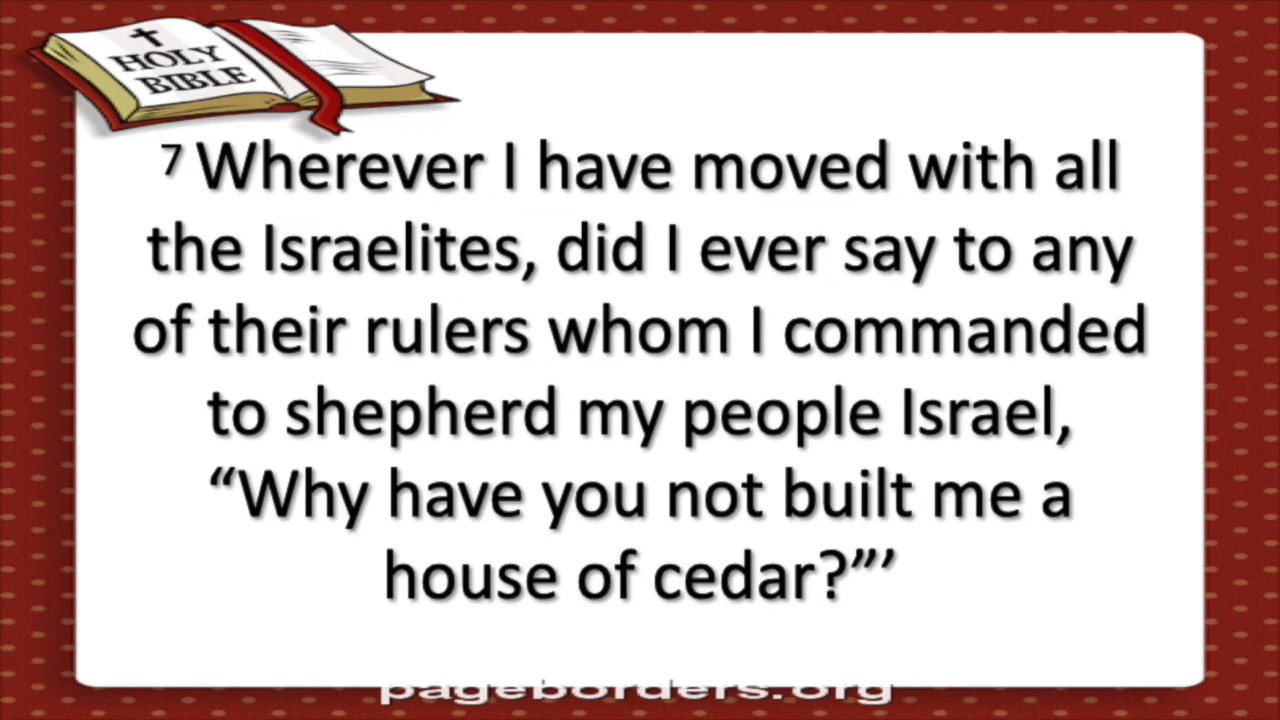 HOLY
BIBLE
7 Wherever I have moved with all
the Israelites, did I ever say to any
of their rulers whom I commanded
to shepherd my people Israel,
“Why have you not built me a
house of cedar?”’
pageborders.org